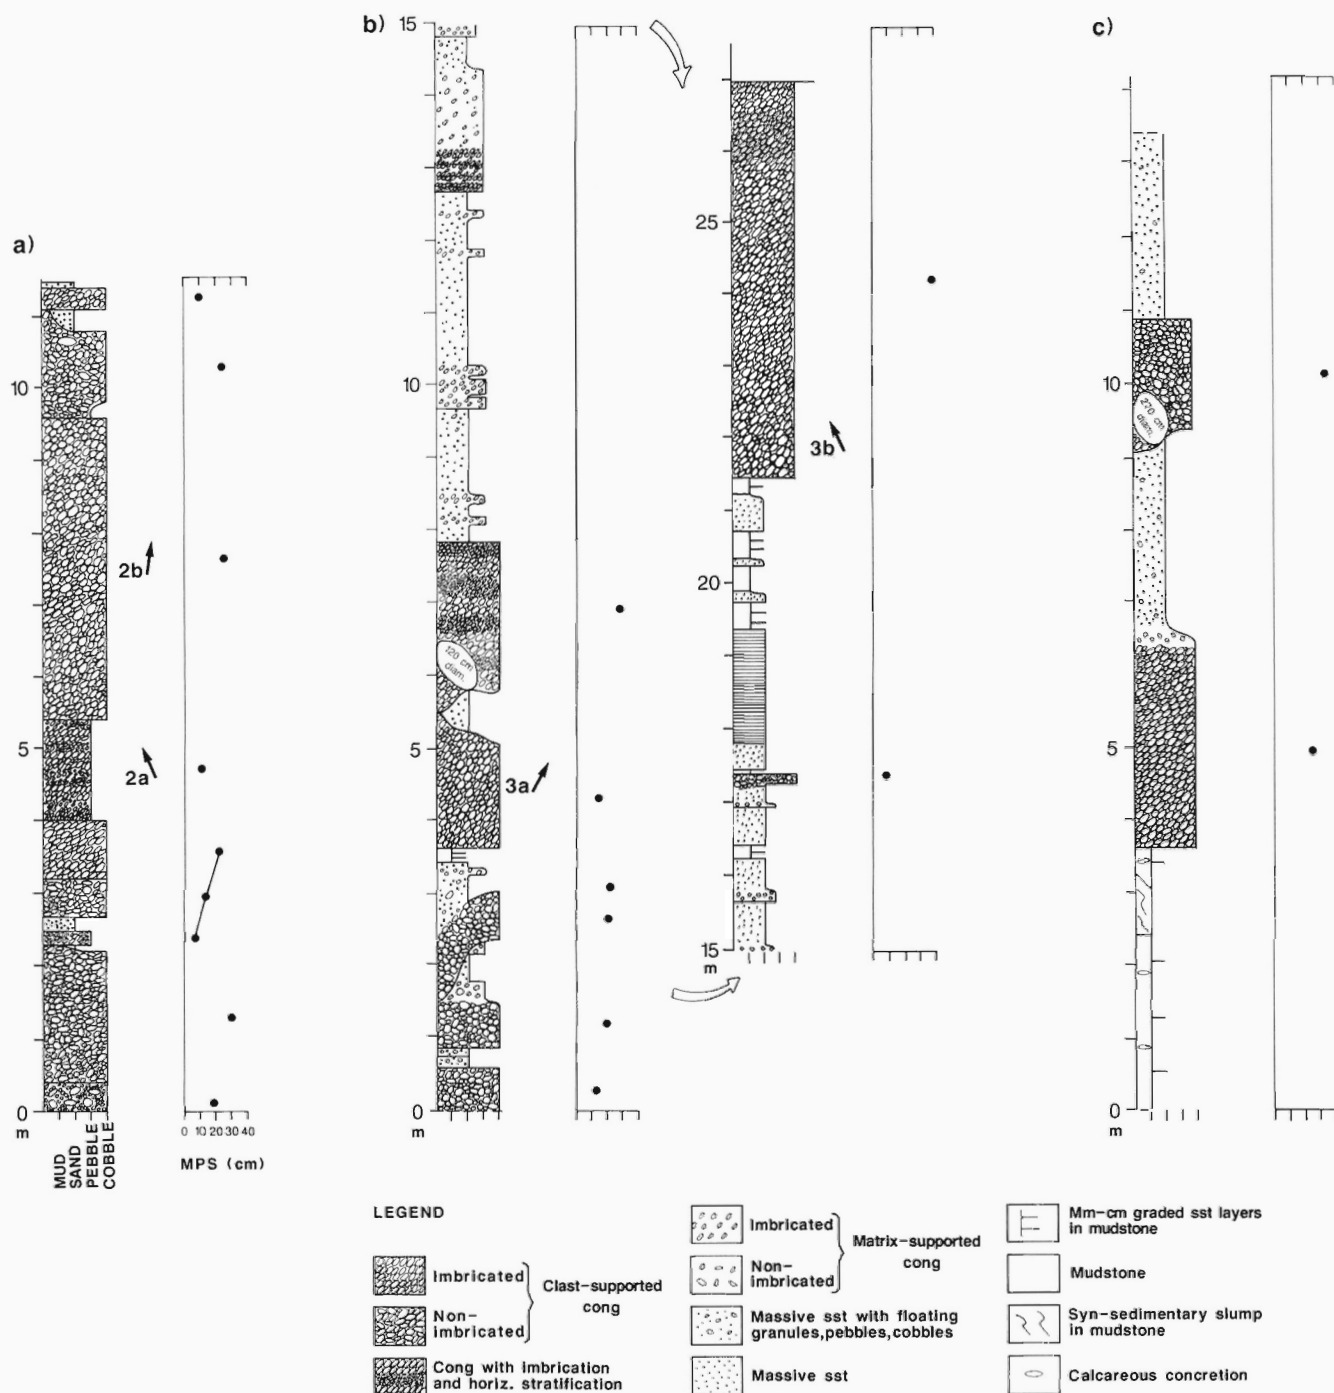 a)
10
5
0
m
MUD
SAND
PEBBLE
COBBLE
2b
2a
0 10 20 30 40
MPS (cm)
b)
15
10
5
0
m
120 cm
diam.
3a
25
20
15
m
3b
c)
10
5
0
m
270 cm
diam.
LEGEND
Imbricated
Non-
imbricated
Clast-supported
cong
Cong with imbrication
and horiz. stratification
Imbricated
Non-
imbricated
Matrix-supported
cong
Massive sst with floating
granules,pebbles,cobbles
Massive sst
Mm-cm graded sst layers
in mudstone
Mudstone
Syn-sedimentary slump
in mudstone
Calcareous concretion